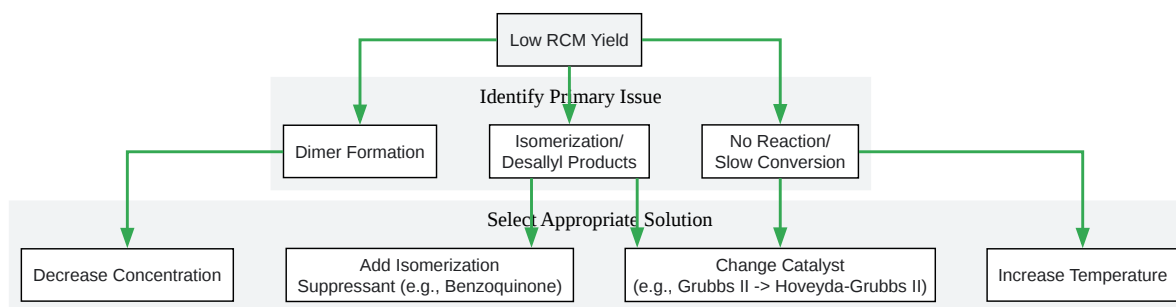 Low RCM Yield
Identify Primary Issue
Dimer Formation
Isomerization/
Desallyl Products
No Reaction/
Slow Conversion
Select Appropriate Solution
Decrease Concentration
Add Isomerization
Suppressant (e.g., Benzoquinone)
Change Catalyst
(e.g., Grubbs II -> Hoveyda-Grubbs II)
Increase Temperature